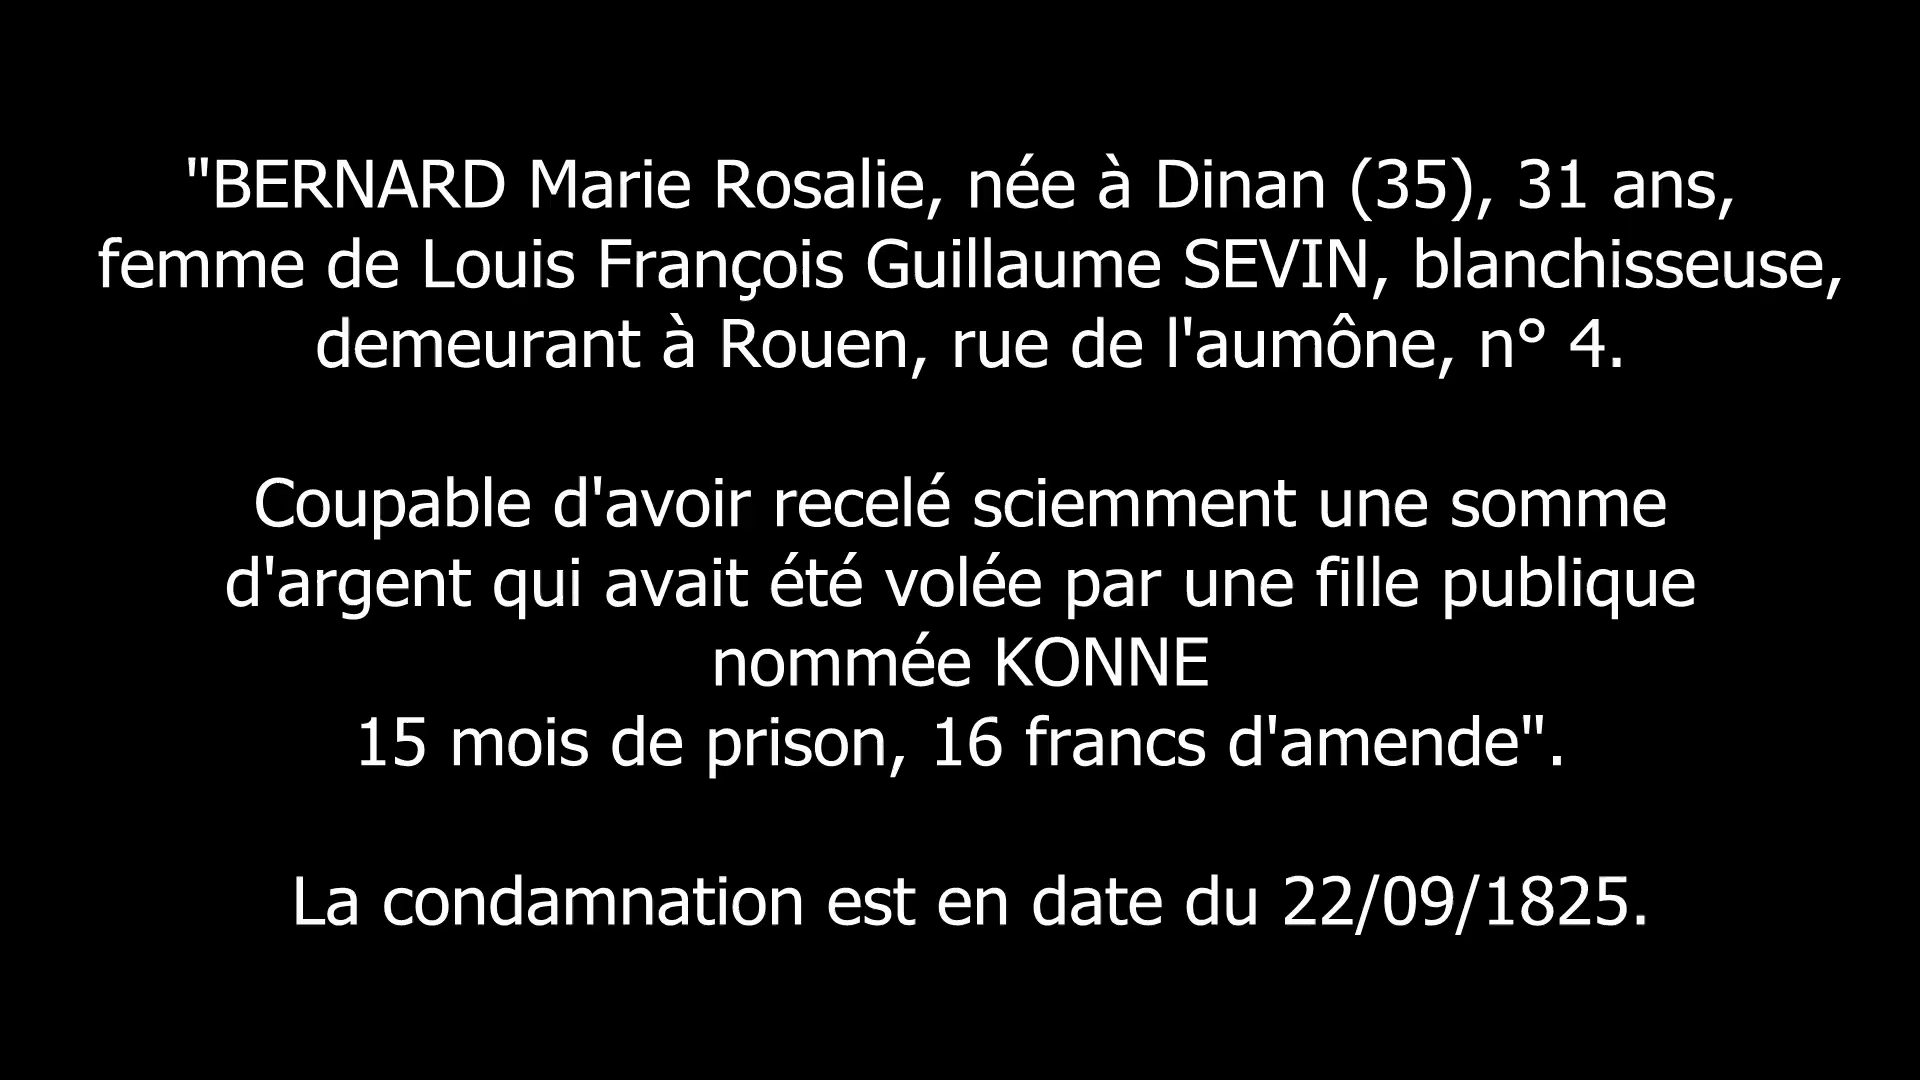 "BERNARD Marie Rosalie, née à Dinan (35), 31 ans,
femme de Louis François Guillaume SEVIN, blanchisseuse,
demeurant à Rouen, rue de l'aumône, n° 4.
Coupable d'avoir recelé sciemment une somme
d'argent qui avait été volée par une fille publique
nommée KONNE
15 mois de prison, 16 francs d'amende".
La condamnation est en date du 22/09/1825.